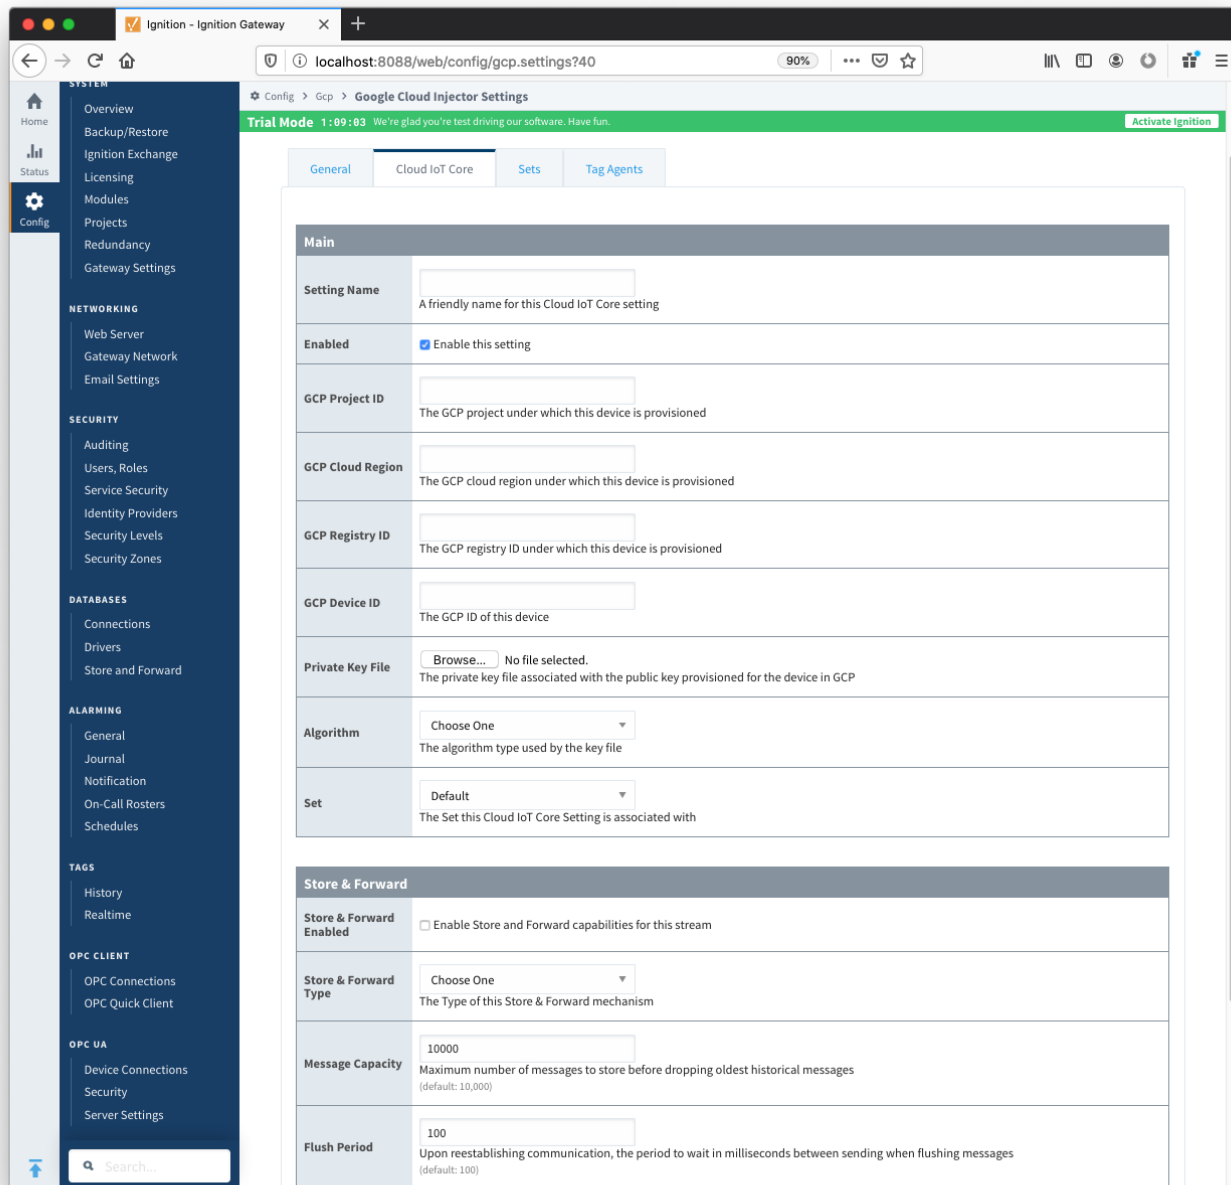 Ignition - Ignition Gateway
localhost:8088/web/config/gcp.settings?40
90%
Home
Status
Config
SYSTEM
Overview
Backup/Restore
Ignition Exchange
Licensing
Modules
Projects
Redundancy
Gateway Settings
NETWORKING
Web Server
Gateway Network
Email Settings
SECURITY
Auditing
Users, Roles
Service Security
Identity Providers
Security Levels
Security Zones
DATABASES
Connections
Drivers
Store and Forward
ALARMING
General
Journal
Notification
On-Call Rosters
Schedules
TAGS
History
Realtime
OPC CLIENT
OPC Connections
OPC Quick Client
OPC UA
Device Connections
Security
Server Settings
Search...
Config > Gcp > Google Cloud Injector Settings
Trial Mode 1:09:03 We're glad you're test driving our software. Have fun. Activate Ignition
General Cloud IoT Core Sets Tag Agents
Main
Setting Name
A friendly name for this Cloud IoT Core setting
Enabled Enable this setting
GCP Project ID
The GCP project under which this device is provisioned
GCP Cloud Region
The GCP cloud region under which this device is provisioned
GCP Registry ID
The GCP registry ID under which this device is provisioned
GCP Device ID
The GCP ID of this device
Private Key File Browse... No file selected.
The private key file associated with the public key provisioned for the device in GCP
Algorithm Choose One
The algorithm type used by the key file
Set Default
The Set this Cloud IoT Core Setting is associated with
Store & Forward
Store & Forward
Enabled
Enable Store and Forward capabilities for this stream
Store & Forward
Type
Choose One
The Type of this Store & Forward mechanism
Message Capacity 10000
Maximum number of messages to store before dropping oldest historical messages
(default: 10,000)
Flush Period 100
Upon reestablishing communication, the period to wait in milliseconds between sending when flushing messages
(default: 100)